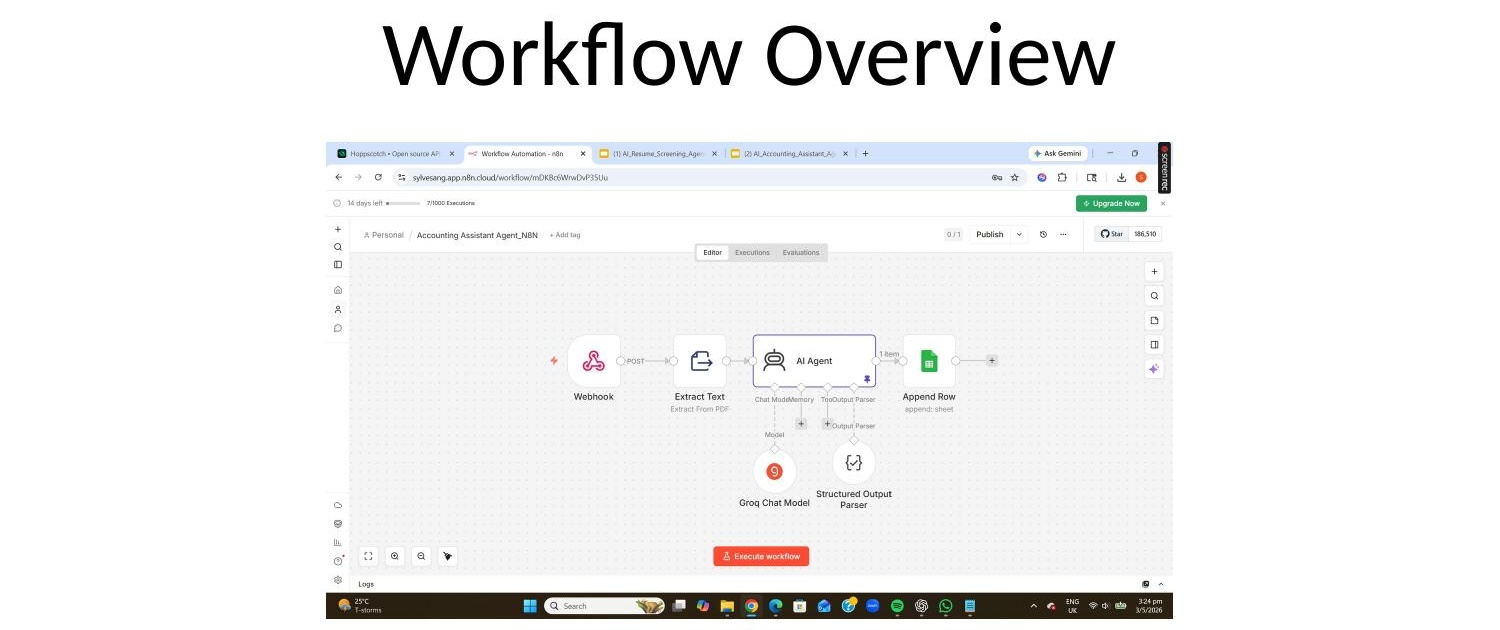 Workflow Overview
Hoppscotch • Open source API
Workflow Automation - n8n
(1) AI_Resume_Screening_Agen
(2) AI_Accounting_Assistant_Ag
Ask Gemini
screenrec
sylvesang.app.n8n.cloud/workflow/mDKBc6WrwDvP35Uu
S
14 days left
7/1000 Executions
Upgrade Now
Personal / Accounting Assistant Agent_N8N + Add tag
0 / 1
Publish
Star 186,510
Editor Executions Evaluations
POST
AI Agent
1 item
Webhook
Extract Text
Extract From PDF
Chat Model
Memory
Tool
Output Parser
Append Row
append: sheet
Output Parser
Model
Groq Chat Model
Structured Output
Parser
Execute workflow
Logs
25°C
T-storms
Search
ENG
UK
3:24 pm
3/5/2026